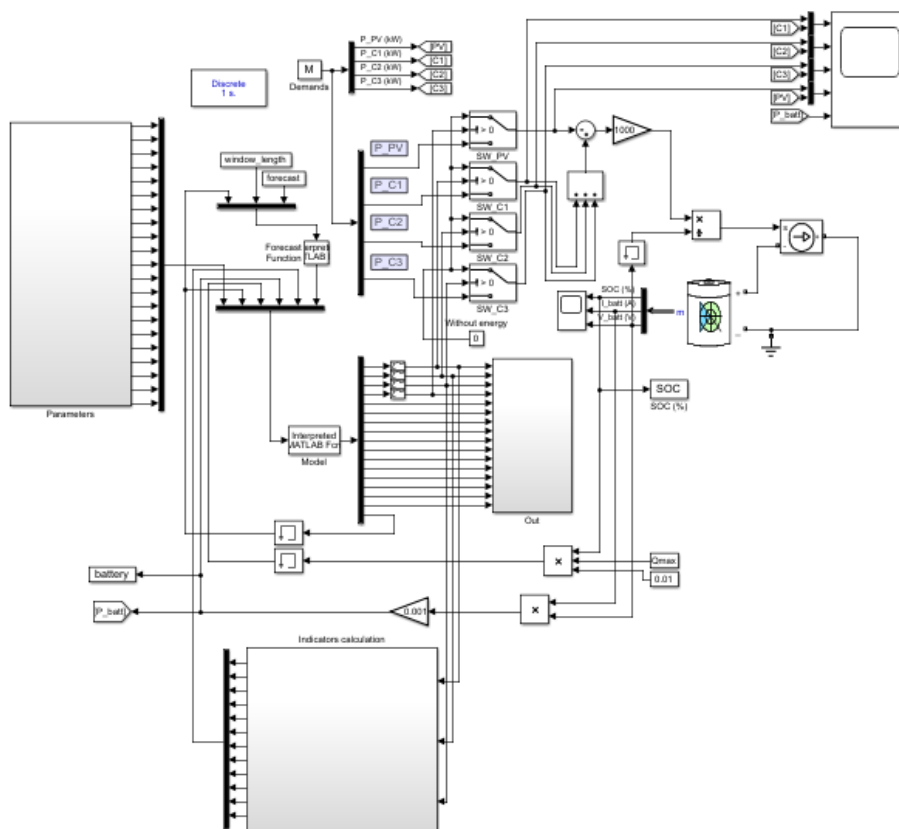 P_PV (kW)
[PV]
P_C1 (kW)
[C1]
P_C2 (kW)
[C2]
P_C3 (kW)
[C3]
M
Demands
Discrete
1 s.
[C1]
[C2]
[C3]
[PV]
[P_batt]
window_length
forecast
Forecast
Function
P_PV
P_C1
P_C2
P_C3
> 0
SW_PV
> 0
SW_C1
> 0
SW_C2
> 0
SW_C3
1000
Without energy
0
SOC (%)
I_batt (A)
V_batt (V)
m
SOC
SOC (%)
Parameters
Interpreted
MATLAB Fcn
Model
Out
Qmax
0.01
battery
[P_batt]
0.001
Indicators calculation